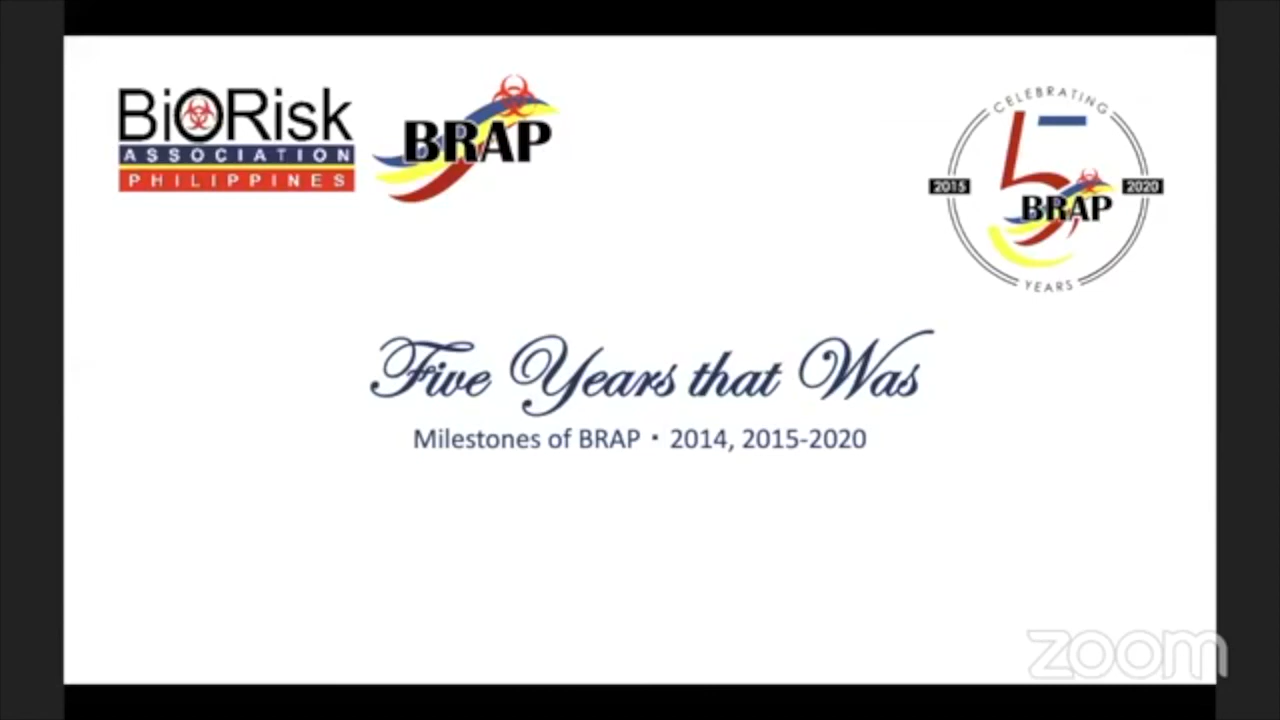 BiORisk
ASSOCIATION
PHILIPPINES
BRAP
CELEBRATING
5
2015
BRAP
2020
YEARS
Five Years that Was
Milestones of BRAP ▪ 2014, 2015-2020
zoom